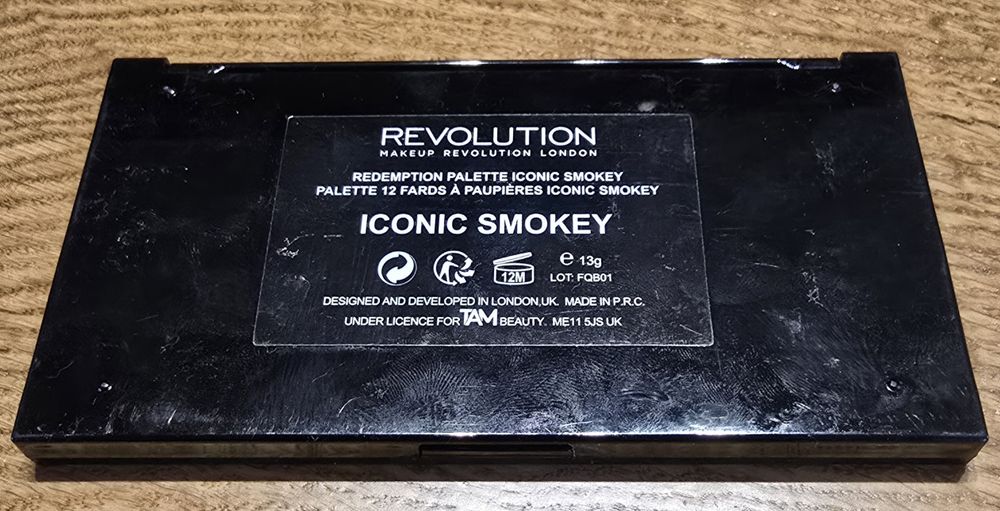 REVOLUTION
MAKEUP REVOLUTION LONDON
REDEMPTION PALETTE ICONIC SMOKEY
PALETTE 12 FARDS À PAUPIÈRES ICONIC SMOKEY
ICONIC SMOKEY
12M
e 13g
LOT: FQB01
DESIGNED AND DEVELOPED IN LONDON,UK. MADE IN P.R.C.
UNDER LICENCE FOR TAM BEAUTY. ME11 5JS UK